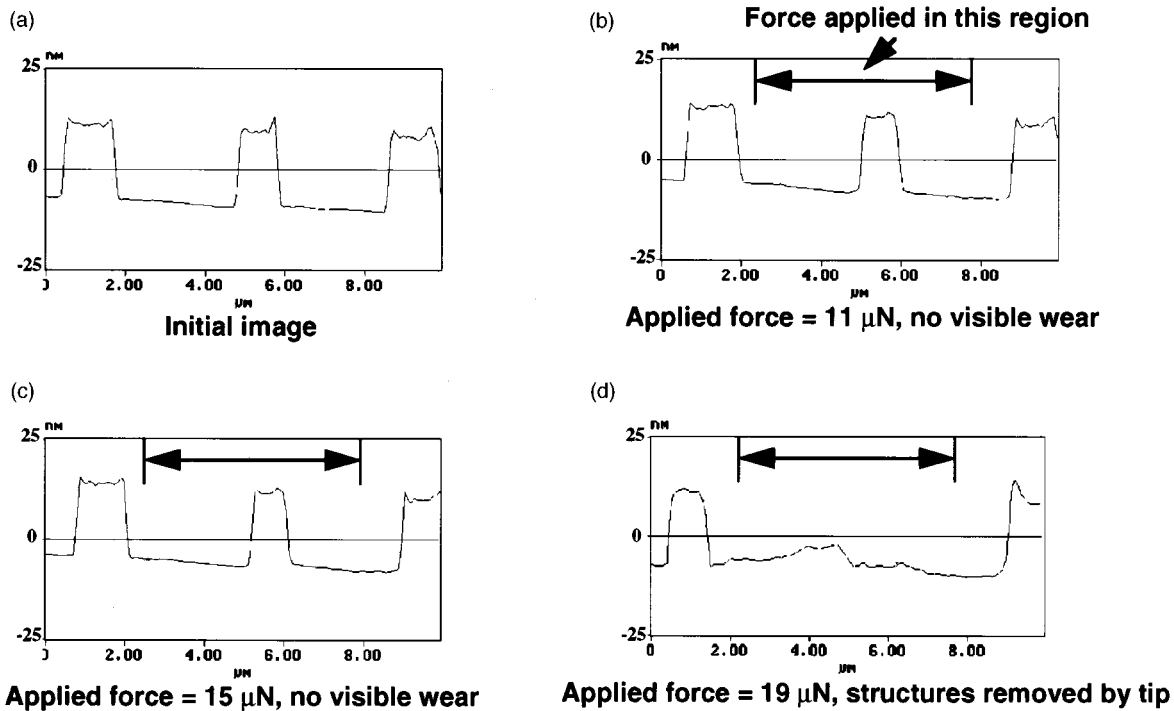 (a)
nM
25
0
-25
0 2.00 4.00 6.00 8.00
µM
Initial image
(b)
Force applied in this region
nM
25
0
-25
0 2.00 4.00 6.00 8.00
µM
Applied force = 11 µN, no visible wear
(c)
nM
25
0
-25
0 2.00 4.00 6.00 8.00
µM
Applied force = 15 µN, no visible wear
(d)
nM
25
0
-25
0 2.00 4.00 6.00 8.00
µM
Applied force = 19 µN, structures removed by tip